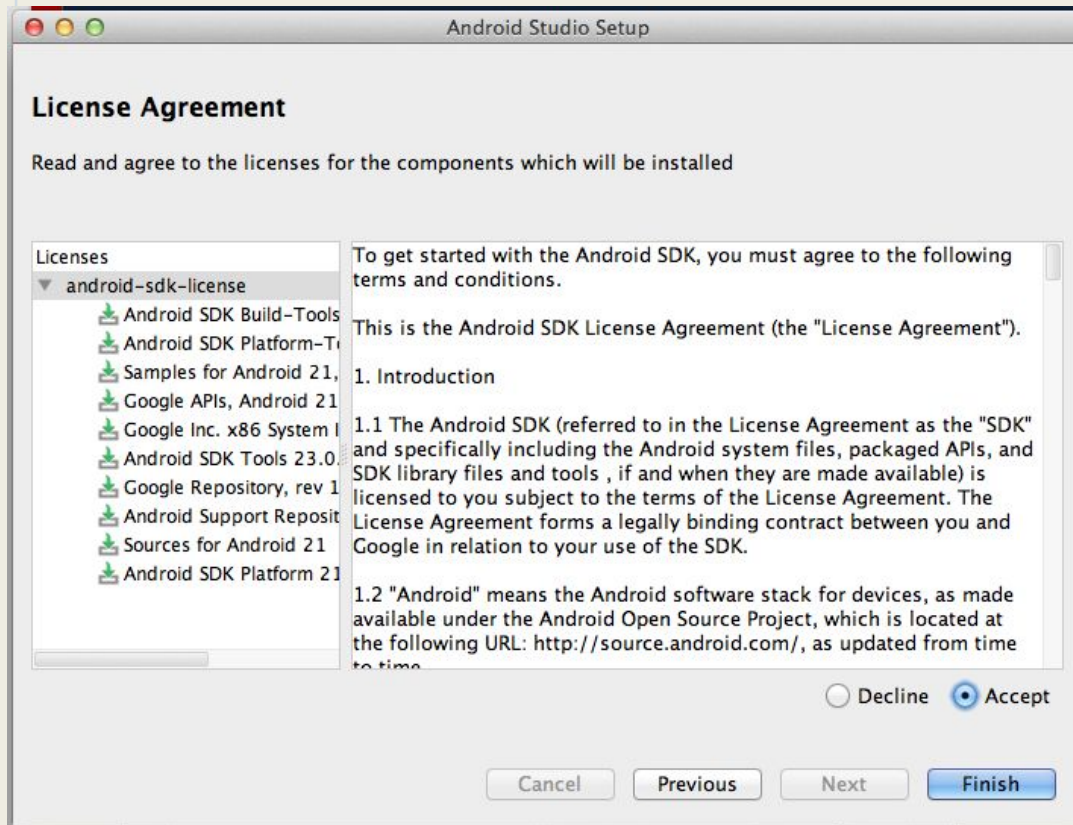 Android Studio Setup
License Agreement
Read and agree to the licenses for the components which will be installed
Licenses
android-sdk-license
Android SDK Build-Tools
Android SDK Platform-T
Samples for Android 21,
Google APIs, Android 21
Google Inc. x86 System I
Android SDK Tools 23.0.
Google Repository, rev 1
Android Support Reposit
Sources for Android 21
Android SDK Platform 21
To get started with the Android SDK, you must agree to the following
terms and conditions.
This is the Android SDK License Agreement (the "License Agreement").
1. Introduction
1.1 The Android SDK (referred to in the License Agreement as the "SDK"
and specifically including the Android system files, packaged APIs, and
SDK library files and tools , if and when they are made available) is
licensed to you subject to the terms of the License Agreement. The
License Agreement forms a legally binding contract between you and
Google in relation to your use of the SDK.
1.2 "Android" means the Android software stack for devices, as made
available under the Android Open Source Project, which is located at
the following URL: http://source.android.com/, as updated from time
to time
Decline
Accept
Cancel
Previous
Next
Finish